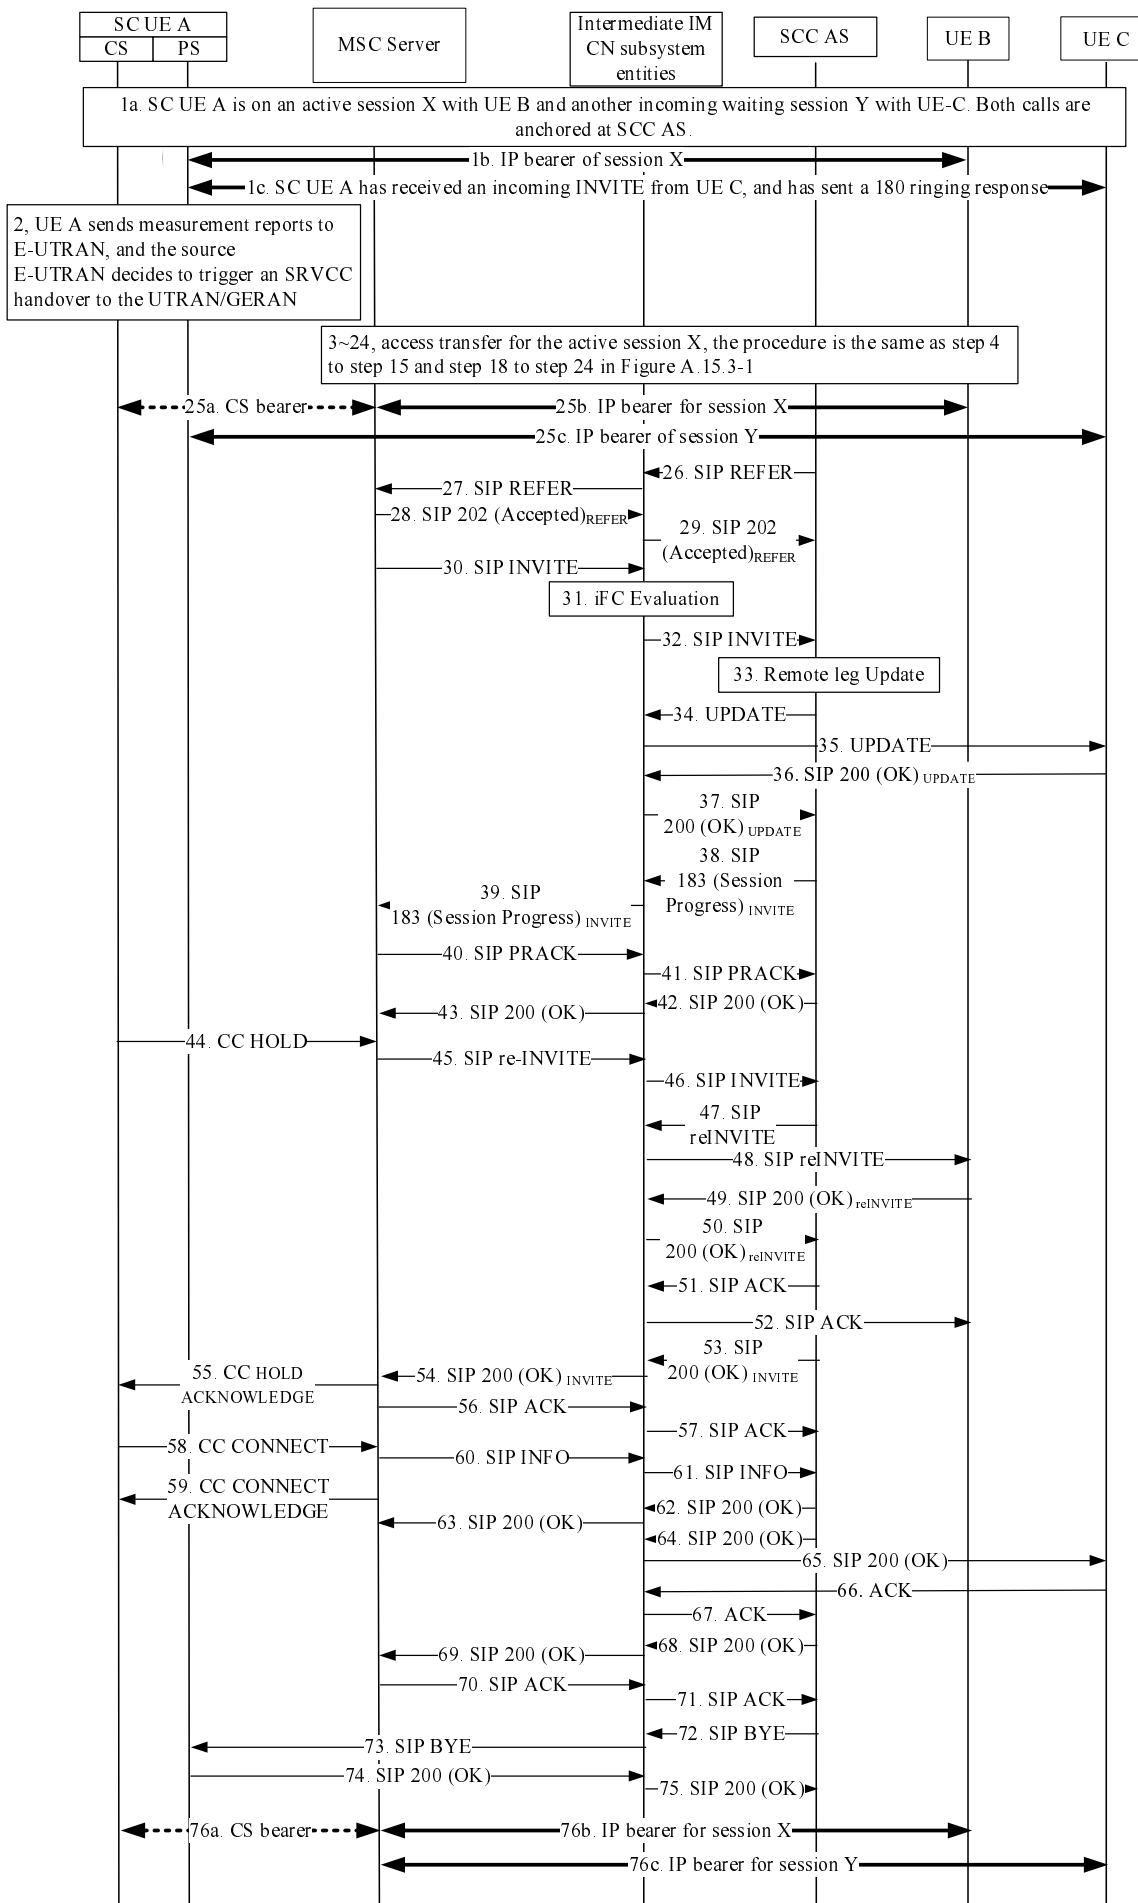 SC UE A
CS
PS
MSC Server
Intermediate IM
CN subsystem
entities
SCC AS
UE B
UE C
1a. SC UE A is on an active session X with UE B and another incoming waiting session Y with UE-C. Both calls are
anchored at SCC AS.
1b. IP bearer of session X
1c. SC UE A has received an incoming INVITE from UE C, and has sent a 180 ringing response
2, UE A sends measurement reports to
E-UTRAN, and the source
E-UTRAN decides to trigger an SRVCC
handover to the UTRAN/GERAN
3~24, access transfer for the active session X, the procedure is the same as step 4
to step 15 and step 18 to step 24 in Figure A.15.3-1
25a. CS bearer
25b. IP bearer for session X
25c. IP bearer of session Y
26. SIP REFER
27. SIP REFER
28. SIP 202 (Accepted)REFER
29. SIP 202
(Accepted)REFER
30. SIP INVITE
31. iFC Evaluation
32. SIP INVITE
33. Remote leg Update
34. UPDATE
35. UPDATE
36. SIP 200 (OK) UPDATE
37. SIP
200 (OK) UPDATE
38. SIP
183 (Session
Progress) INVITE
39. SIP
183 (Session Progress) INVITE
40. SIP PRACK
41. SIP PRACK
42. SIP 200 (OK)
43. SIP 200 (OK)
44. CC HOLD
45. SIP re-INVITE
46. SIP INVITE
47. SIP
reINVITE
48. SIP reINVITE
49. SIP 200 (OK) reINVITE
50. SIP
200 (OK) reINVITE
51. SIP ACK
52. SIP ACK
53. SIP
200 (OK) INVITE
54. SIP 200 (OK) INVITE
55. CC HOLD
ACKNOWLEDGE
56. SIP ACK
57. SIP ACK
58. CC CONNECT
60. SIP INFO
61. SIP INFO
59. CC CONNECT
ACKNOWLEDGE
62. SIP 200 (OK)
63. SIP 200 (OK)
64. SIP 200 (OK)
65. SIP 200 (OK)
66. ACK
67. ACK
68. SIP 200 (OK)
69. SIP 200 (OK)
70. SIP ACK
71. SIP ACK
72. SIP BYE
73. SIP BYE
74. SIP 200 (OK)
75. SIP 200 (OK)
76a. CS bearer
76b. IP bearer for session X
76c. IP bearer for session Y